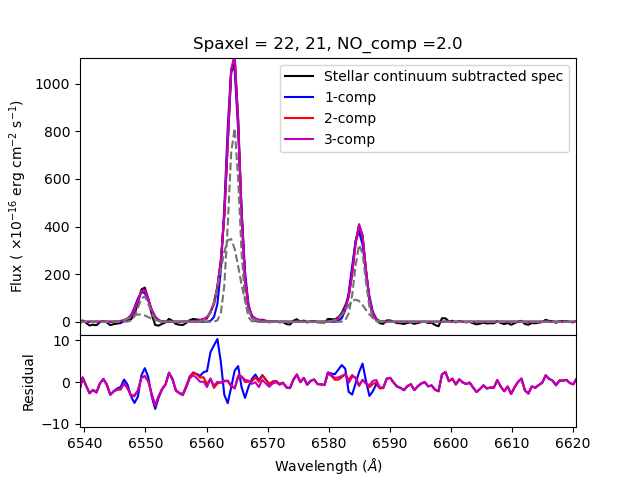 Spaxel = 22, 21, NO_comp =2.0
Stellar continuum subtracted spec
1-comp
2-comp
3-comp
Flux ( ×10⁻¹⁶ erg cm⁻² s⁻¹)
1000
800
600
400
200
0
Residual
10
0
−10
6540 6550 6560 6570 6580 6590 6600 6610 6620
Wavelength (Å)